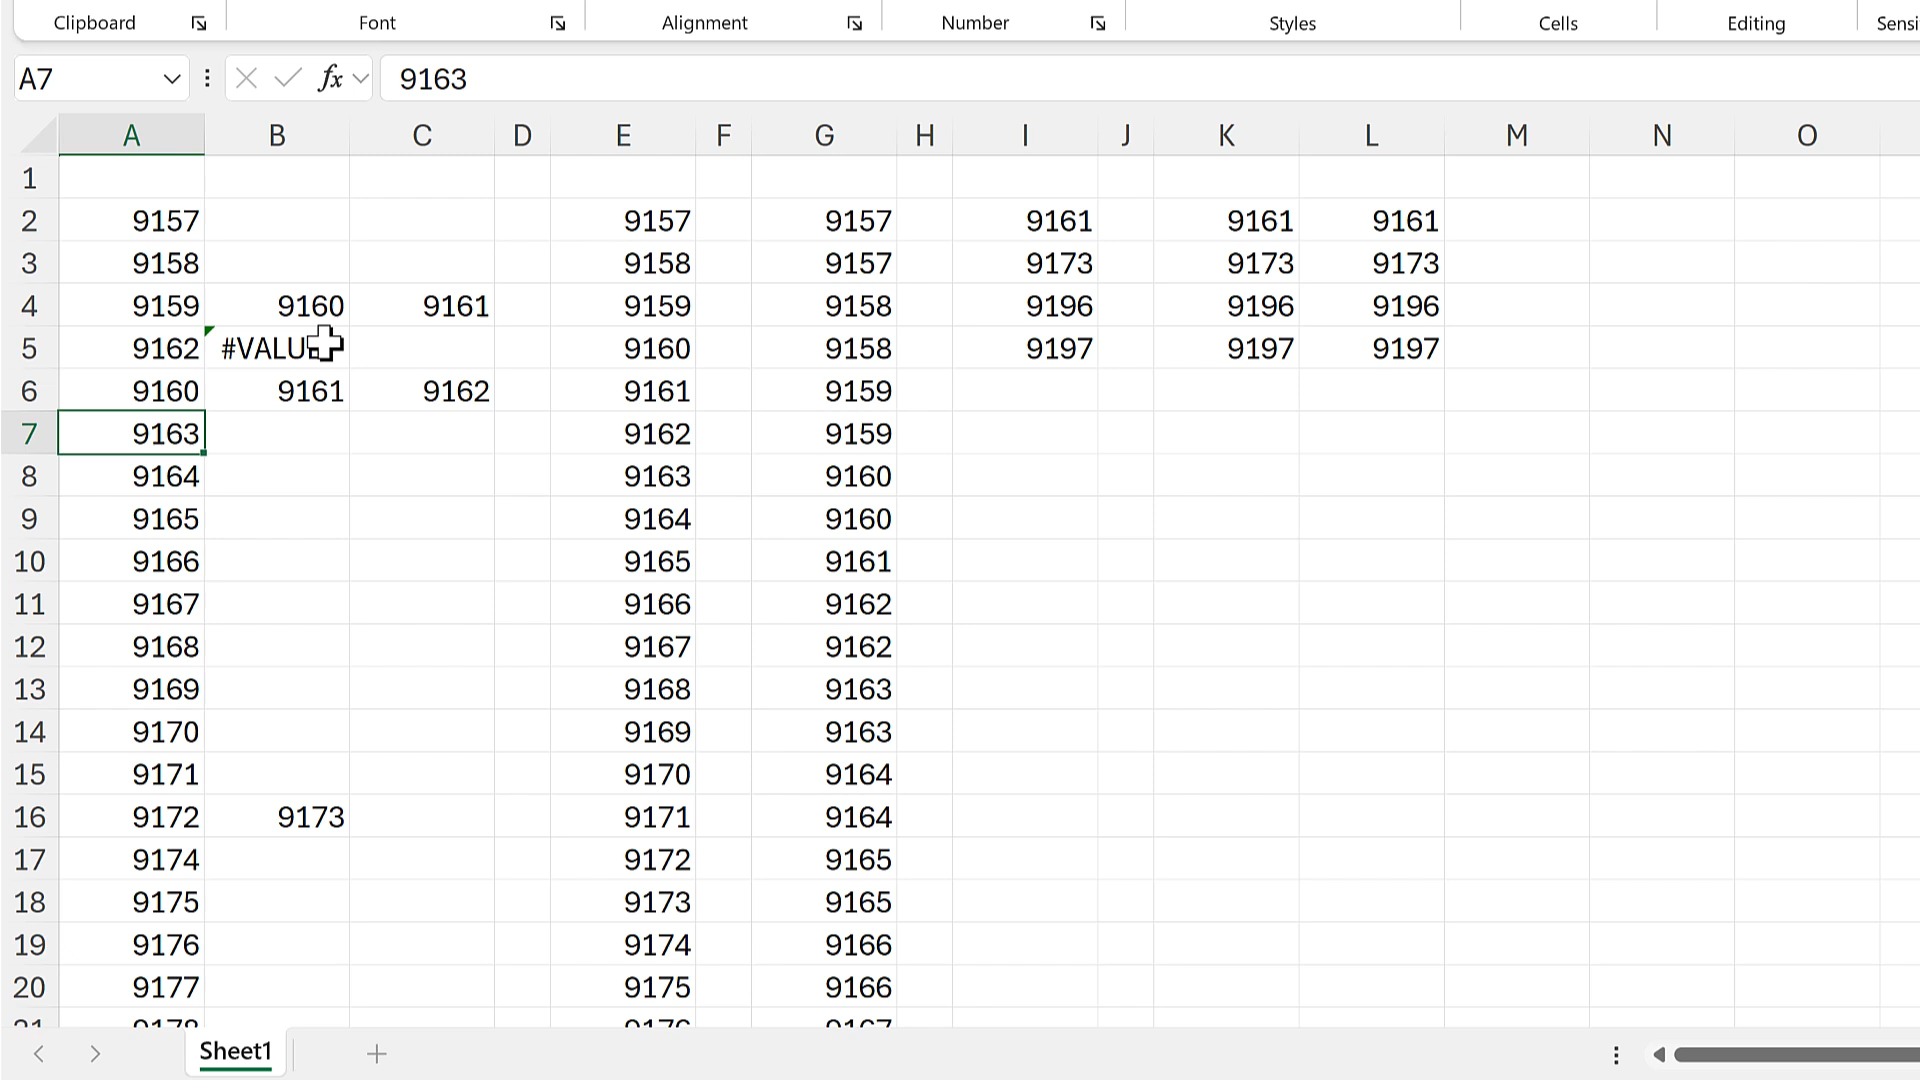 Clipboard Font Alignment Number Styles Cells Editing Sensi
A7 fx 9163
A B C D E F G H I J K L M N O
1
2 9157 9157 9157 9161 9161 9161
3 9158 9158 9157 9173 9173 9173
4 9159 9160 9161 9159 9158 9196 9196 9196
5 9162 #VALU 9160 9158 9197 9197 9197
6 9160 9161 9162 9161 9159
7 9163 9162 9159
8 9164 9163 9160
9 9165 9164 9160
10 9166 9165 9161
11 9167 9166 9162
12 9168 9167 9162
13 9169 9168 9163
14 9170 9169 9163
15 9171 9170 9164
16 9172 9173 9171 9164
17 9174 9172 9165
18 9175 9173 9165
19 9176 9174 9166
20 9177 9175 9166
21 9178 9176 9167
Sheet1